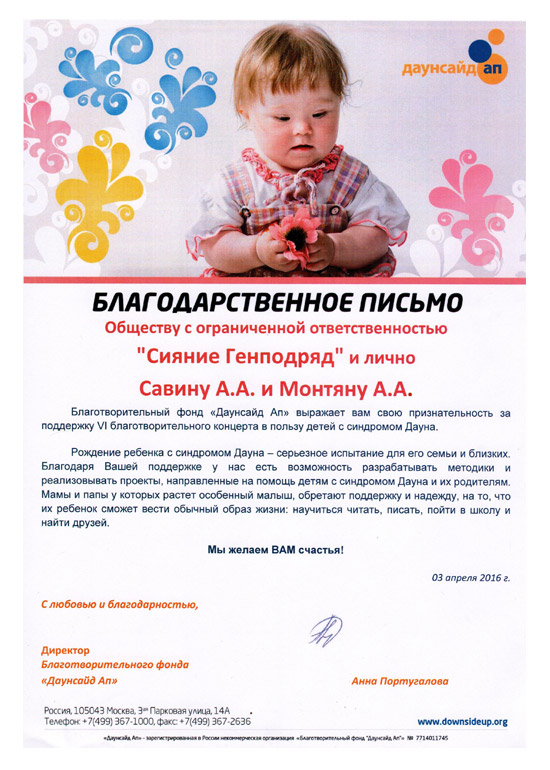 даунсайд ап
БЛАГОДАРСТВЕННОЕ ПИСЬМО
Обществу с ограниченной ответственностью
"Сияние Генподряд" и лично
Савину А.А. и Монтяну А.А.
Благотворительный фонд «Даунсайд Ап» выражает вам свою признательность за
поддержку VI благотворительного концерта в пользу детей с синдромом Дауна.
Рождение ребенка с синдромом Дауна – серьезное испытание для его семьи и близких.
Благодаря Вашей поддержке у нас есть возможность разрабатывать методики и
реализовывать проекты, направленные на помощь детям с синдромом Дауна и их родителям.
Мамы и папы у которых растет особенный малыш, обретают поддержку и надежду, на то, что
их ребенок сможет вести обычный образ жизни: научиться читать, писать, пойти в школу и
найти друзей.
Мы желаем ВАМ счастья!
03 апреля 2016 г.
С любовью и благодарностью,
Директор
Благотворительного фонда
«Даунсайд Ап»
Анна Португалова
Россия, 105043 Москва, 3ая Парковая улица, 14А
Телефон: +7(499) 367-1000, факс: +7(499) 367-2636
www.downsideup.org
«Даунсайд Ап» - зарегистрированная в России некоммерческая организация «Благотворительный фонд "Даунсайд Ап"» № 7714011745